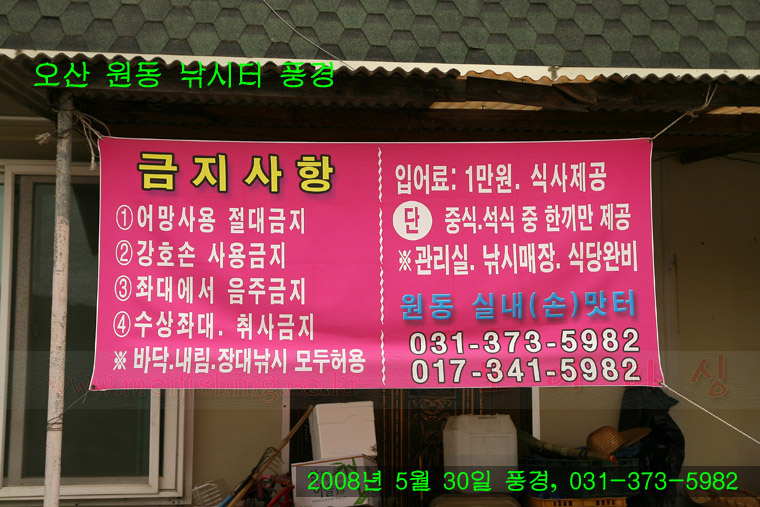 오산 원동 낚시터 풍경
금지사항
①어망사용 절대금지
②강호손 사용금지
③좌대에서 음주금지
④수상좌대. 취사금지
※바닥.내림.장대낚시 모두허용
입어료: 1만원. 식사제공
단 중식.석식 중 한끼만 제공
※관리실. 낚시매장. 식당완비
원동 실내(손)맛터
031-373-5982
017-341-5982
2008년 5월 30일 풍경, 031-373-5982